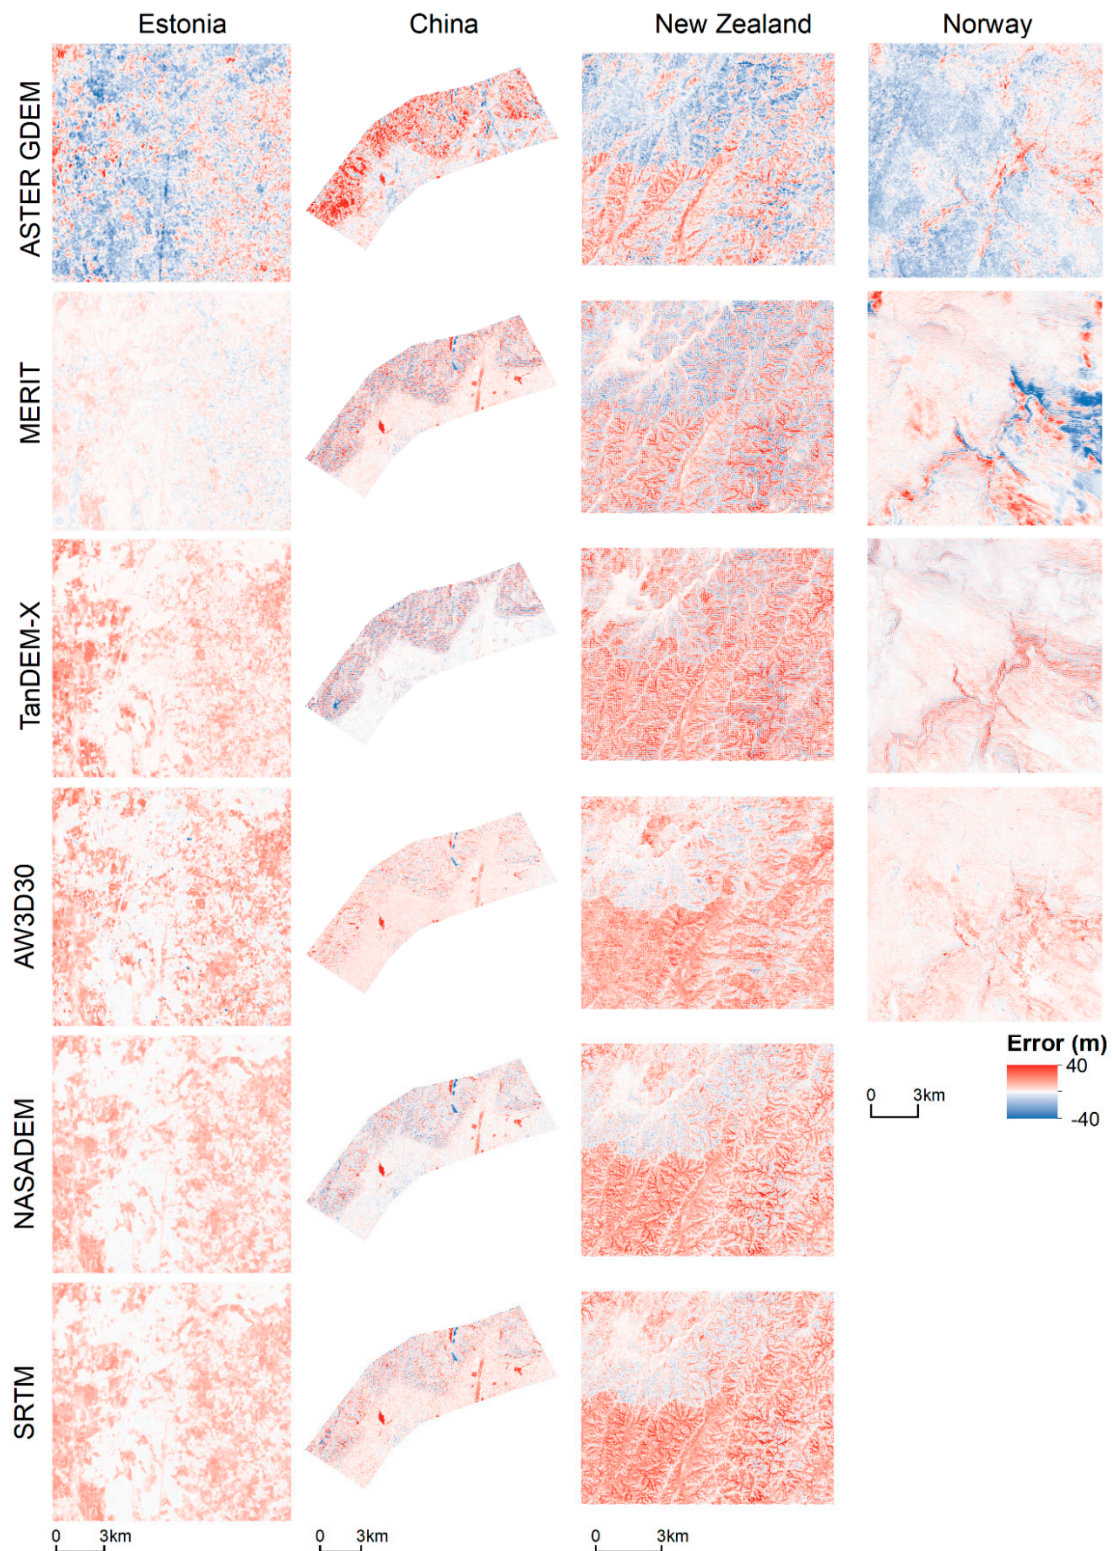 Estonia China New Zealand Norway
ASTER GDEM
MERIT
TanDEM-X
AW3D30
Error (m)
40
-40
0 3km
NASADEM
SRTM
0 3km 0 3km 0 3km